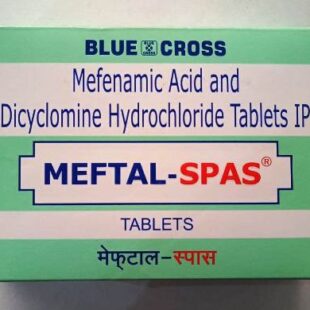 BLUE CROSS
Mefenamic Acid and
Dicyclomine Hydrochloride Tablets IP
MEFTAL-SPAS®
TABLETS
मेफ्टाल-स्पास